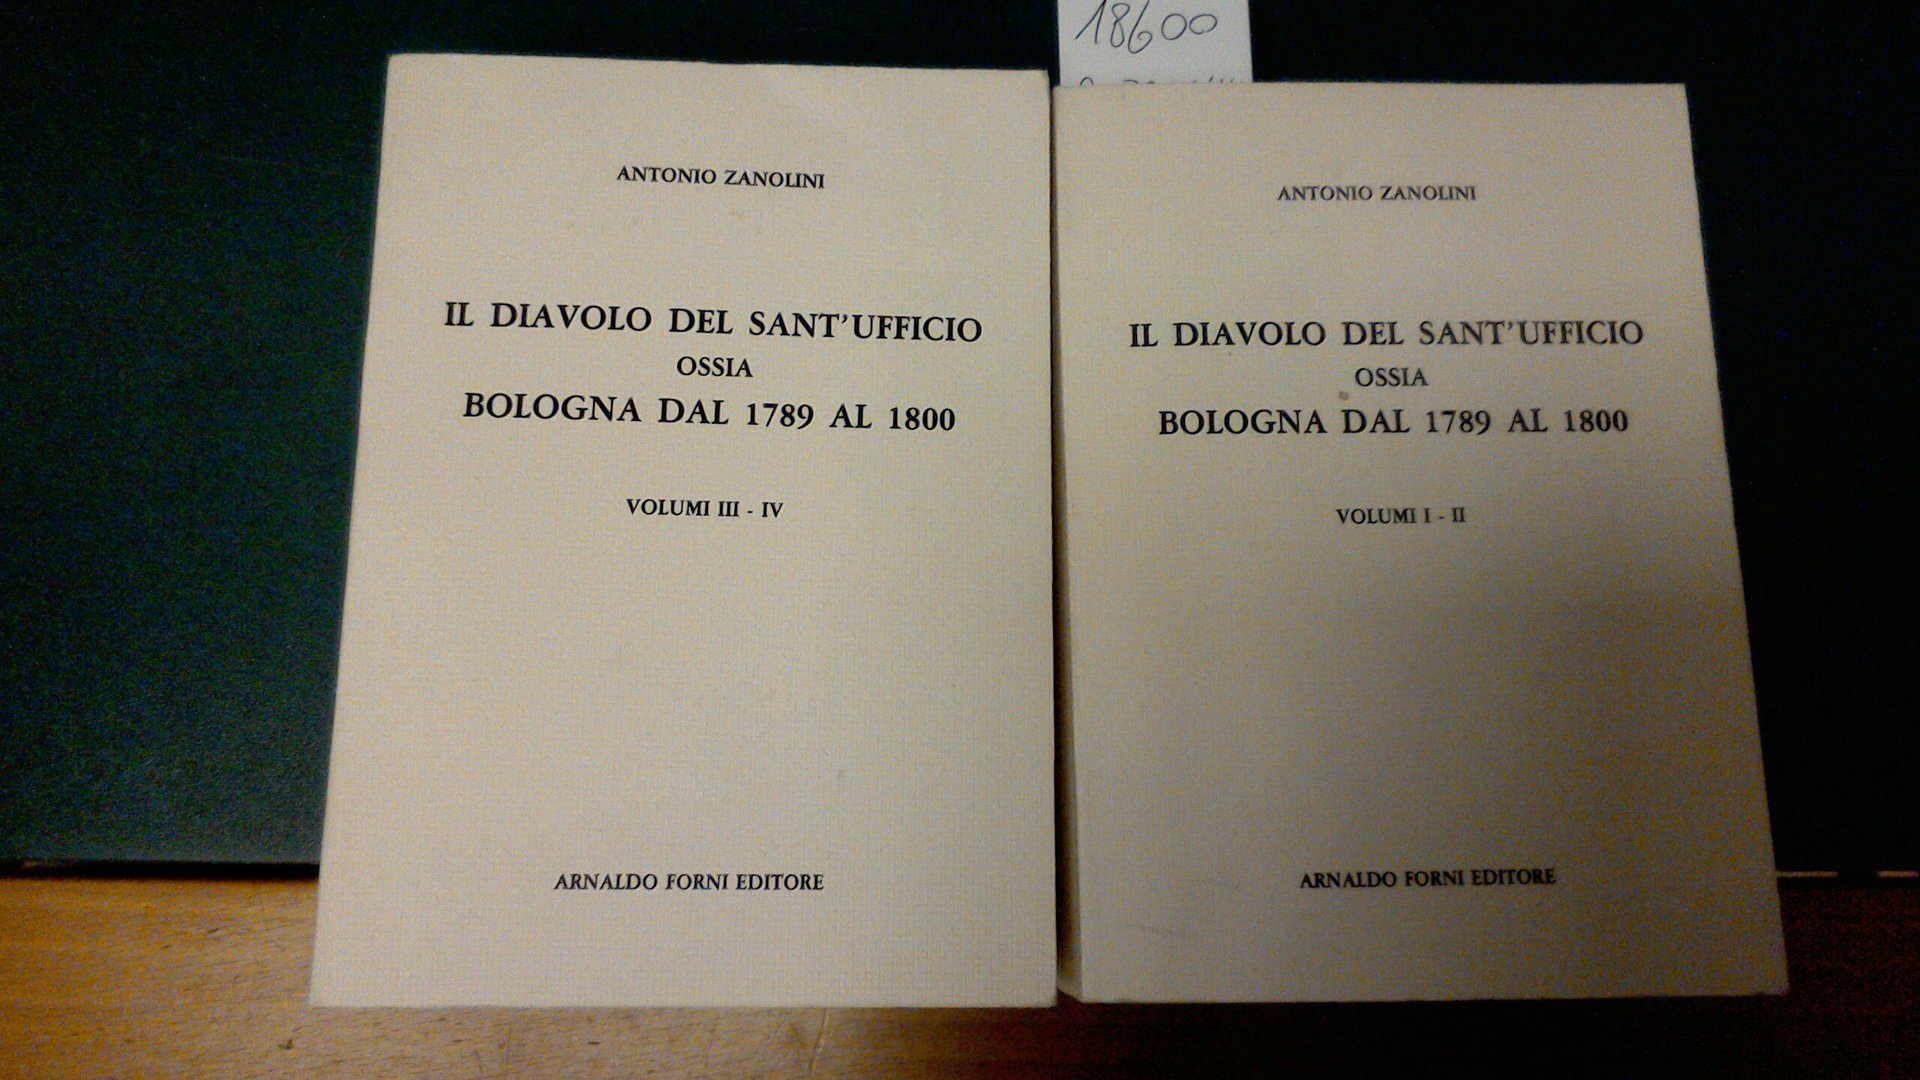 18600
ANTONIO ZANOLINI
IL DIAVOLO DEL SANT'UFFICIO
OSSIA
BOLOGNA DAL 1789 AL 1800
VOLUMI III - IV
ARNALDO FORNI EDITORE
ANTONIO ZANOLINI
IL DIAVOLO DEL SANT'UFFICIO
OSSIA
BOLOGNA DAL 1789 AL 1800
VOLUMI I - II
ARNALDO FORNI EDITORE